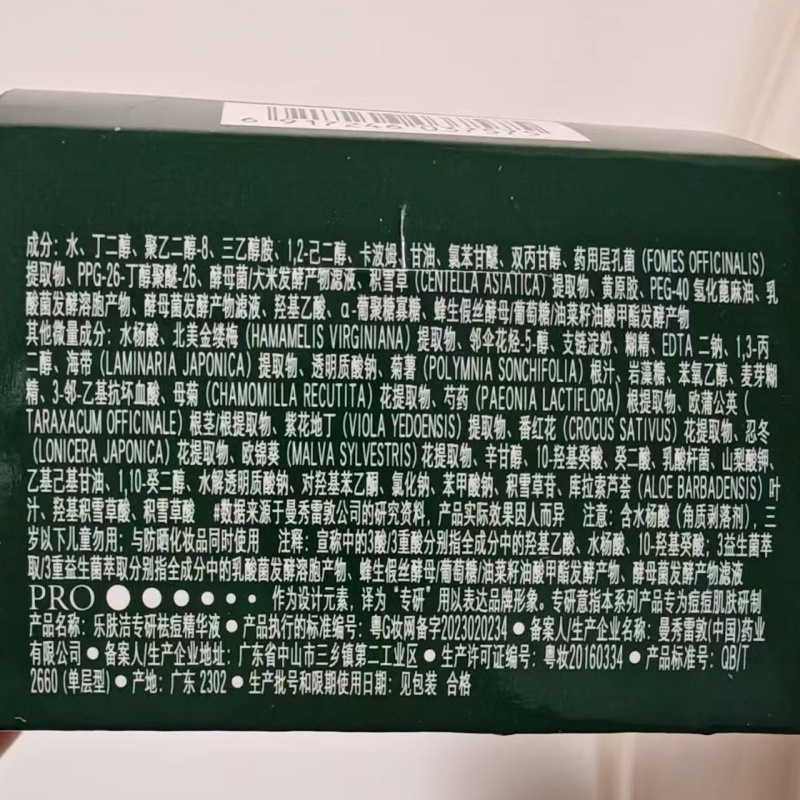 成分：水、丁二醇、聚乙二醇-8、三乙醇胺、1,2-己二醇、卡波姆、甘油、氯苯甘醚、双丙甘醇、药用层孔菌（FOMES OFFICINALIS）
提取物、PPG-26-丁醇聚醚-26、酵母菌/大米发酵产物滤液、积雪草（CENTELLA ASIATICA）提取物、黄原胶、PEG-40 氢化蓖麻油、乳
酸菌发酵溶胞产物、酵母菌发酵产物滤液、羟基乙酸、α-葡聚糖寡糖、蜂生假丝酵母/葡萄糖/油菜籽油酸甲酯发酵产物
其他微量成分：水杨酸、北美金缕梅（HAMAMELIS VIRGINIANA）提取物、邻伞花烃-5-醇、支链淀粉、糊精、EDTA 二钠、1,3-丙
二醇、海带（LAMINARIA JAPONICA）提取物、透明质酸钠、菊薯（POLYMNIA SONCHIFOLIA）根汁、岩藻糖、苯氧乙醇、麦芽糊
精、3-邻-乙基抗坏血酸、母菊（CHAMOMILLA RECUTITA）花提取物、芍药（PAEONIA LACTIFLORA）根提取物、欧蒲公英（
TARAXACUM OFFICINALE）根茎/根提取物、紫花地丁（VIOLA YEDOENSIS）提取物、番红花（CROCUS SATIVUS）花提取物、忍冬
（LONICERA JAPONICA）花提取物、欧锦葵（MALVA SYLVESTRIS）花提取物、辛甘醇、10-羟基癸酸、癸二酸、乳酸杆菌、山梨酸钾、
乙基己基甘油、1,10-癸二醇、水解透明质酸钠、对羟基苯乙酮、氯化钠、苯甲酸钠、积雪草苷、库拉索芦荟（ALOE BARBADENSIS）叶
汁、羟基积雪草酸、积雪草酸 #数据来源于曼秀雷敦公司的研究资料，产品实际效果因人而异 注意：含水杨酸（角质剥落剂），三
岁以下儿童勿用；与防晒化妆品同时使用 注释：宣称中的3酸/3重酸分别指全成分中的羟基乙酸、水杨酸、10-羟基癸酸；3益生菌萃
取/3重益生菌萃取分别指全成分中的乳酸菌发酵溶胞产物、蜂生假丝酵母/葡萄糖/油菜籽油酸甲酯发酵产物、酵母菌发酵产物滤液
PRO ●●●●●● 作为设计元素，译为“专研”用以表达品牌形象。专研意指本系列产品专为痘痘肌肤研制
产品名称：乐肤洁专研祛痘精华液 ● 产品执行的标准编号：粤G妆网备字2023020234 ● 备案人/生产企业名称：曼秀雷敦(中国)药业
有限公司 ● 备案人/生产企业地址：广东省中山市三乡镇第二工业区 ● 生产许可证编号：粤妆20160334 ● 产品标准号：QB/T
2660 (单层型) ● 产地：广东 2302 ● 生产批号和限期使用日期：见包装 合格